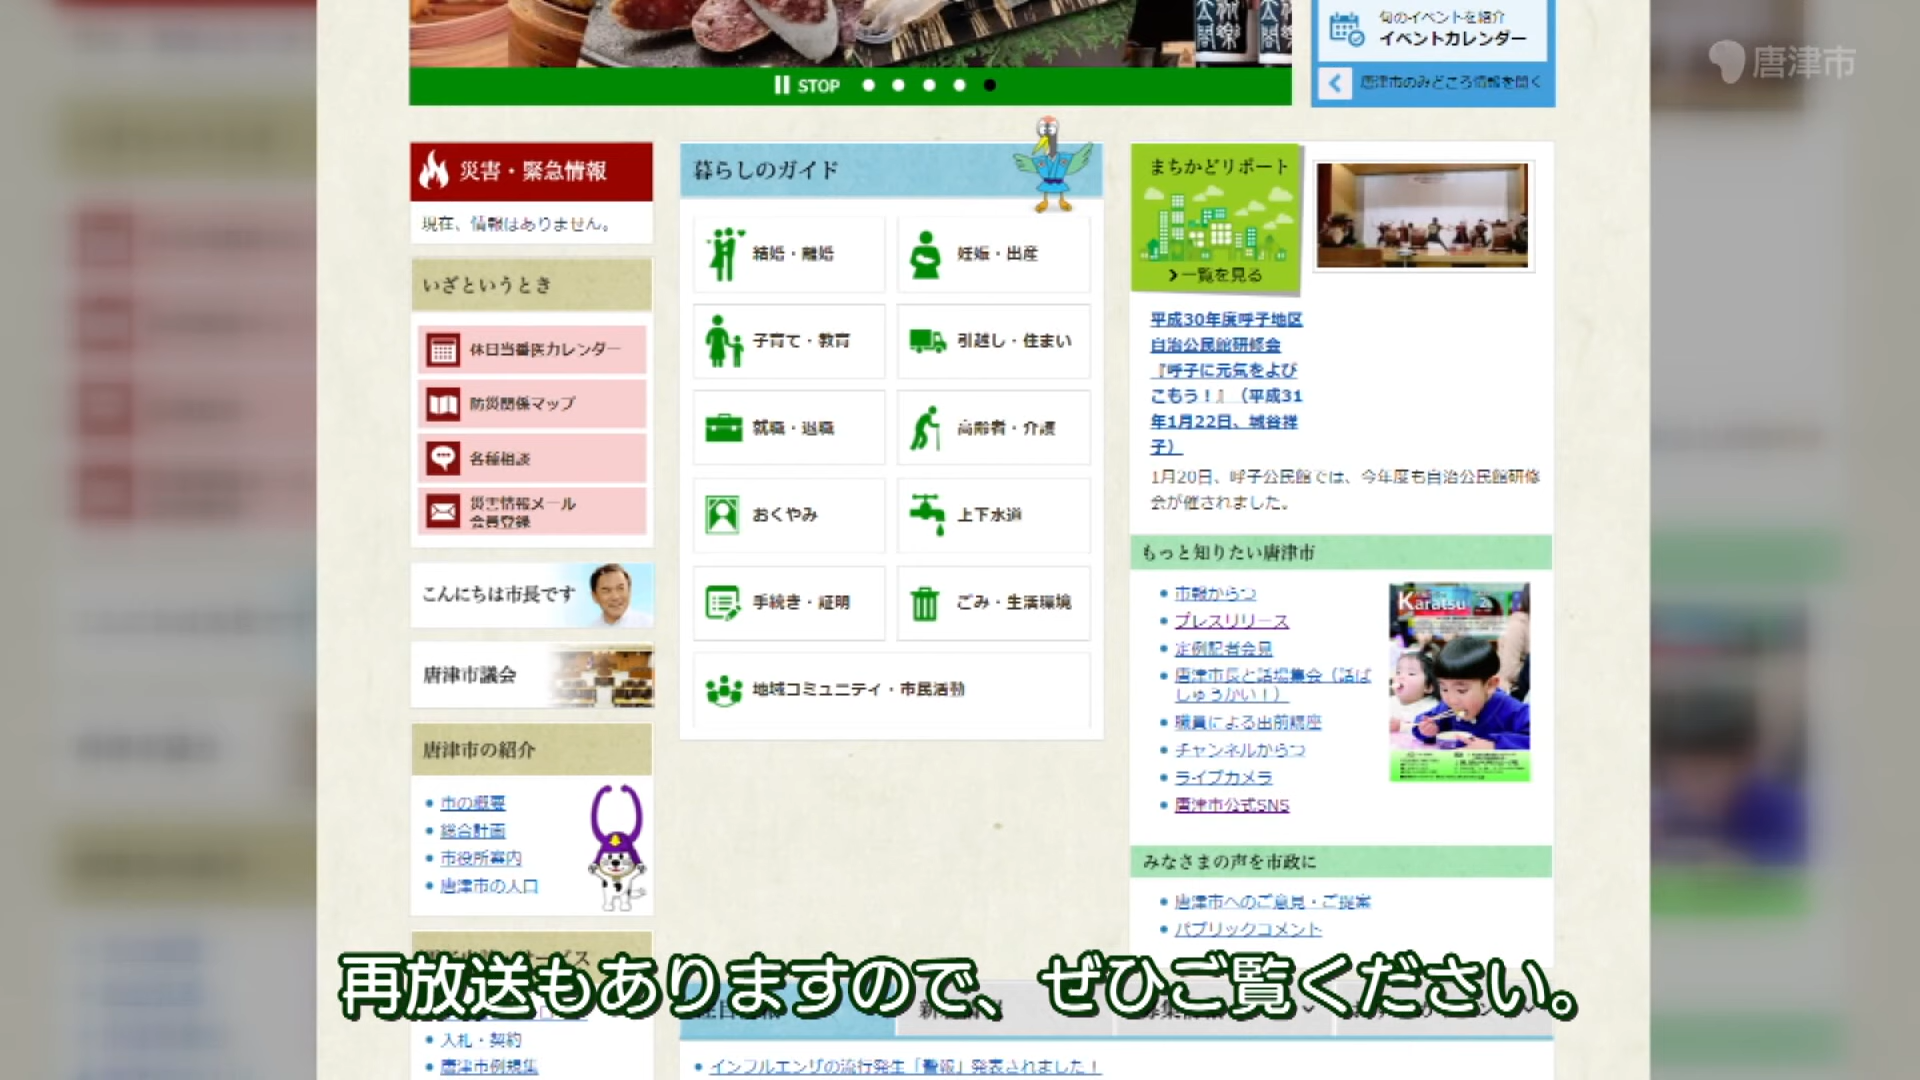 旬のイベントを紹介
イベントカレンダー
唐津市のみどころ情報を開く
唐津市
STOP
災害・緊急情報
現在、情報はありません。
いざというとき
休日当番医カレンダー
防災関係マップ
各種相談
災害情報メール
会員登録
こんにちは市長です
唐津市議会
唐津市の紹介
市の概要
総合計画
市役所案内
唐津市の人口
入札・契約
唐津市例規集
暮らしのガイド
結婚・離婚
妊娠・出産
子育て・教育
引越し・住まい
就職・退職
高齢者・介護
おくやみ
上下水道
手続き・証明
ごみ・生活環境
地域コミュニティ・市民活動
まちかどリポート
一覧を見る
平成30年度呼子地区
自治公民館研修会
『呼子に元気をよび
こもう！』（平成31
年1月22日、城谷祥
子）
1月20日、呼子公民館では、今年度も自治公民館研修
会が催されました。
もっと知りたい唐津市
市報からつ
プレスリリース
定例記者会見
唐津市長と話場集会（話ば
しゅうかい！）
職員による出前講座
チャンネルからつ
ライブカメラ
唐津市公式SNS
Karatsu 2
みなさまの声を市政に
唐津市へのご意見・ご提案
パブリックコメント
再放送もありますので、ぜひご覧ください。
インフルエンザの流行発生「警報」発表されました！